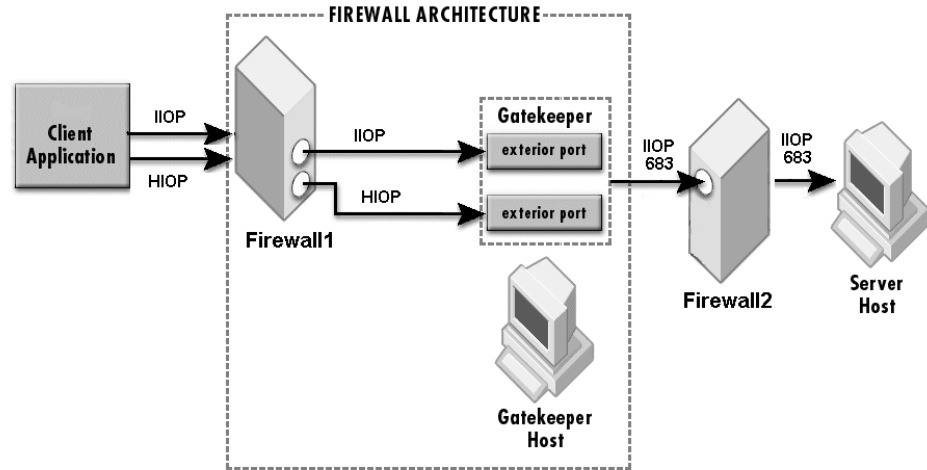 FIREWALL ARCHITECTURE
Client
Application
IIOP
HIOP
Firewall1
IIOP
HIOP
Gatekeeper
exterior port
exterior port
Gatekeeper
Host
IIOP
683
Firewall2
IIOP
683
Server
Host